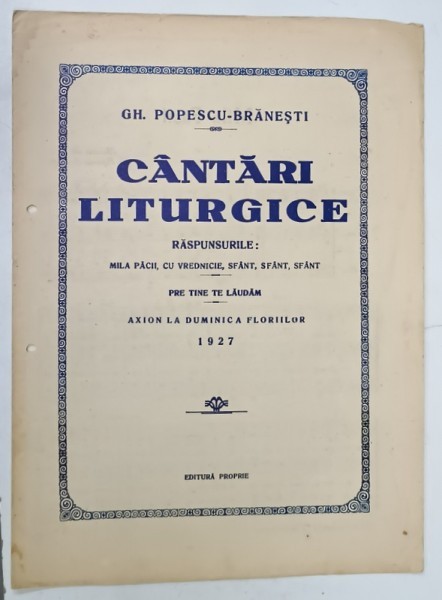 GH. POPESCU-BRĂNEȘTI
CÂNTĂRI
LITURGICE
RĂSPUNSURILE:
MILA PĂCII, CU VREDNICIE, SFÂNT, SFÂNT, SFÂNT
PRE TINE TE LĂUDĂM
AXION LA DUMINICA FLORIILOR
1927
EDITURĂ PROPRIE